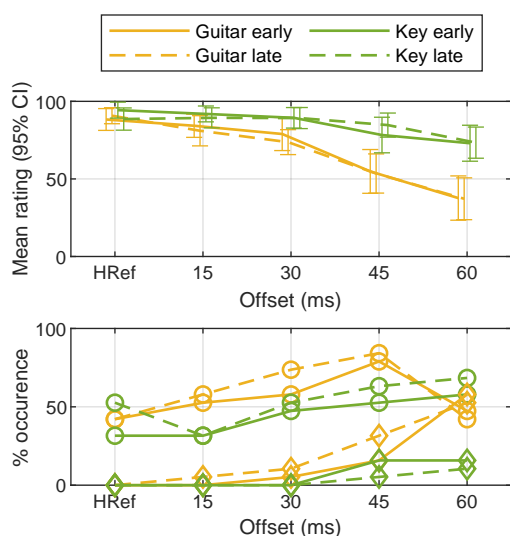 Guitar early Key early
Guitar late Key late
Mean rating (95% CI)
100
50
0
HRef 15 30 45 60
Offset (ms)
% occurence
100
50
0
HRef 15 30 45 60
Offset (ms)